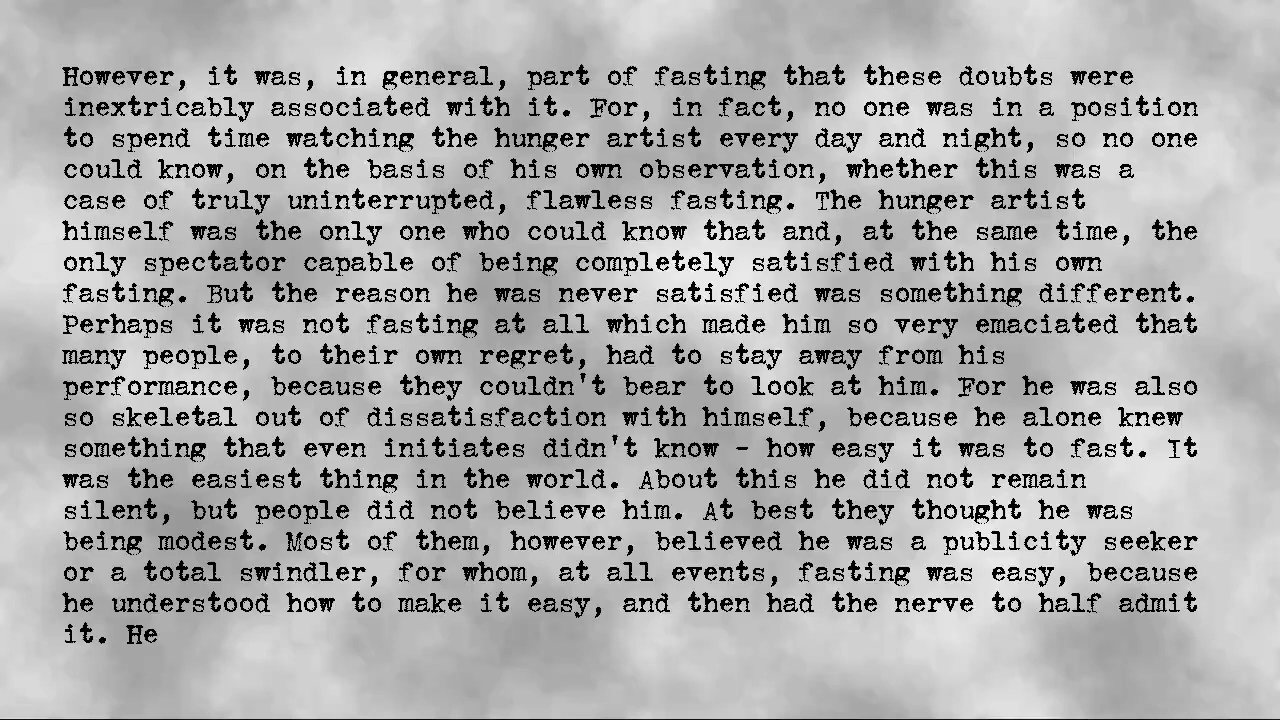 However, it was, in general, part of fasting that these doubts were
inextricably associated with it. For, in fact, no one was in a position
to spend time watching the hunger artist every day and night, so no one
could know, on the basis of his own observation, whether this was a
case of truly uninterrupted, flawless fasting. The hunger artist
himself was the only one who could know that and, at the same time, the
only spectator capable of being completely satisfied with his own
fasting. But the reason he was never satisfied was something different.
Perhaps it was not fasting at all which made him so very emaciated that
many people, to their own regret, had to stay away from his
performance, because they couldn't bear to look at him. For he was also
so skeletal out of dissatisfaction with himself, because he alone knew
something that even initiates didn't know - how easy it was to fast. It
was the easiest thing in the world. About this he did not remain
silent, but people did not believe him. At best they thought he was
being modest. Most of them, however, believed he was a publicity seeker
or a total swindler, for whom, at all events, fasting was easy, because
he understood how to make it easy, and then had the nerve to half admit
it. He